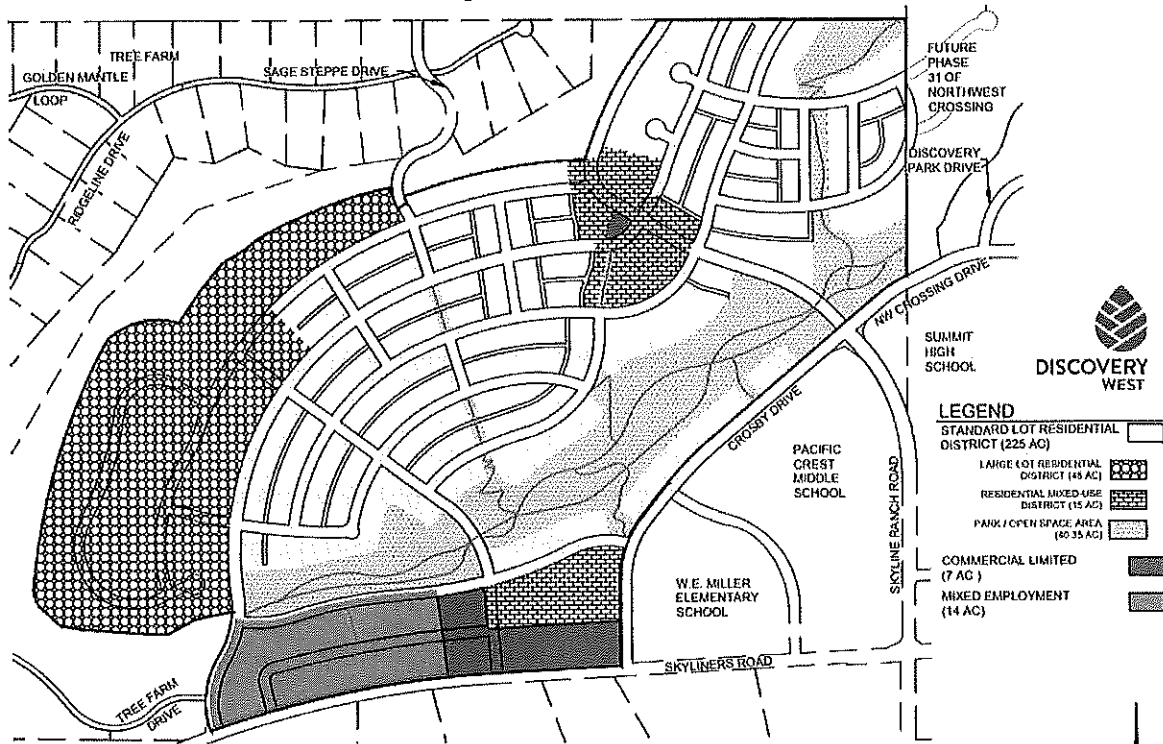 TREE FARM
GOLDEN MANTLE
LOOP
SAGE STEPPE DRIVE
RIDGELINE DRIVE
FUTURE
PHASE
31 OF
NORTHWEST
CROSSING
DISCOVERY
PARK DRIVE
NW CROSSING DRIVE
SUMMIT
HIGH
SCHOOL
CROSBY DRIVE
PACIFIC
CREST
MIDDLE
SCHOOL
SKYLINE RANCH ROAD
W.E. MILLER
ELEMENTARY
SCHOOL
SKYLINERS ROAD
TREE FARM
DRIVE
DISCOVERY
WEST
LEGEND
STANDARD LOT RESIDENTIAL
DISTRICT (225 AC)
LARGE LOT RESIDENTIAL
DISTRICT (45 AC)
RESIDENTIAL MIXED-USE
DISTRICT (15 AC)
PARK / OPEN SPACE AREA
(40.35 AC)
COMMERCIAL LIMITED
(7 AC )
MIXED EMPLOYMENT
(14 AC)